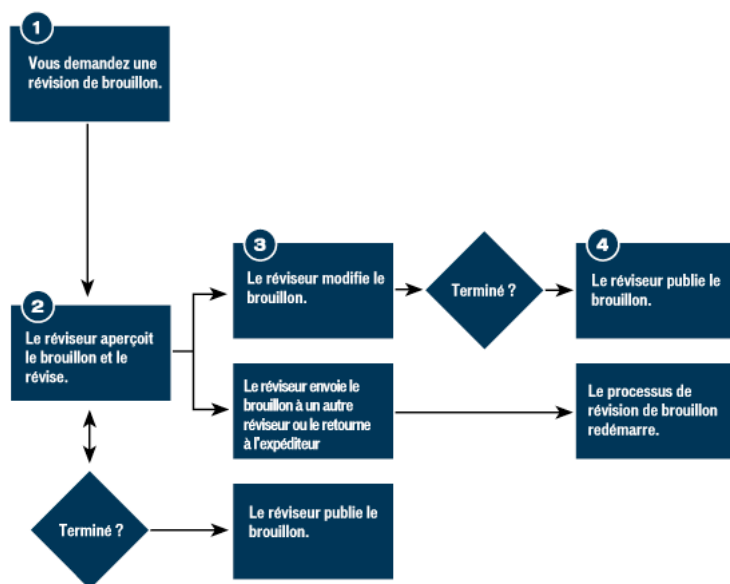 1
Vous demandez une
révision de brouillon.
2
Le réviseur aperçoit
le brouillon et le
révise.
3
Le réviseur modifie le
brouillon.
Terminé ?
4
Le réviseur publie le
brouillon.
Le réviseur envoie le
brouillon à un autre
réviseur ou le retourne
à l'expéditeur
Le processus de
révision de brouillon
redémarre.
Terminé ?
Le réviseur publie le
brouillon.